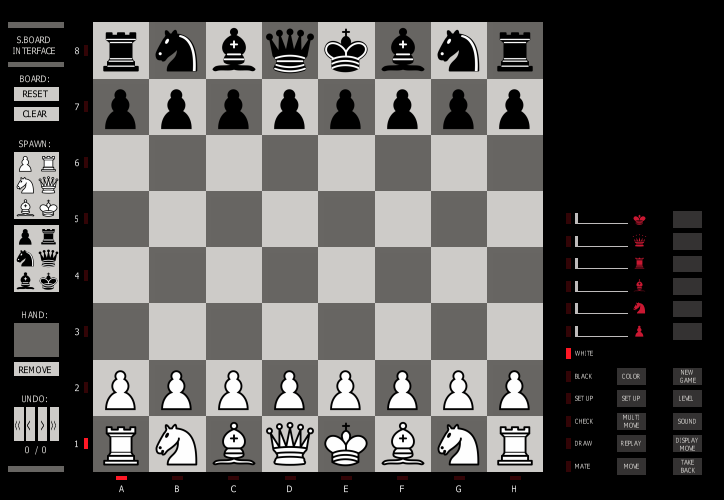 S.BOARD
INTERFACE
BOARD:
RESET
CLEAR
SPAWN:
HAND:
REMOVE
UNDO:
⟨⟨ ⟨ ⟩ ⟩⟩
0 / 0
8
7
6
5
4
3
2
1
A B C D E F G H
WHITE
BLACK COLOR NEW
GAME
SET UP SET UP LEVEL
CHECK MULTI
MOVE SOUND
DRAW REPLAY DISPLAY
MOVE
MATE MOVE TAKE
BACK